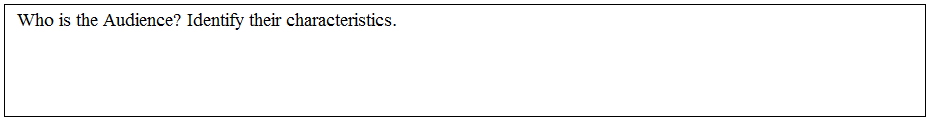 Who is the Audience? Identify their characteristics.